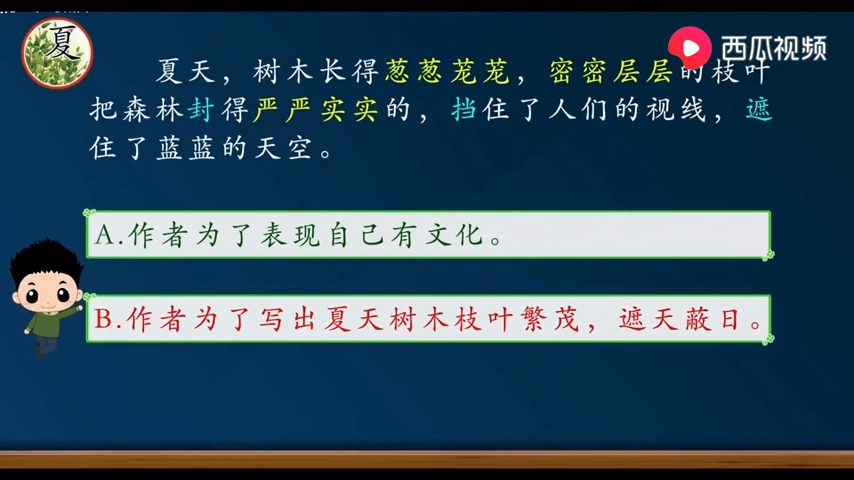 夏
西瓜视频
夏天，树木长得葱葱茏茏，密密层层的枝叶
把森林封得严严实实的，挡住了人们的视线，遮
住了蓝蓝的天空。
A.作者为了表现自己有文化。
B.作者为了写出夏天树木枝叶繁茂，遮天蔽日。